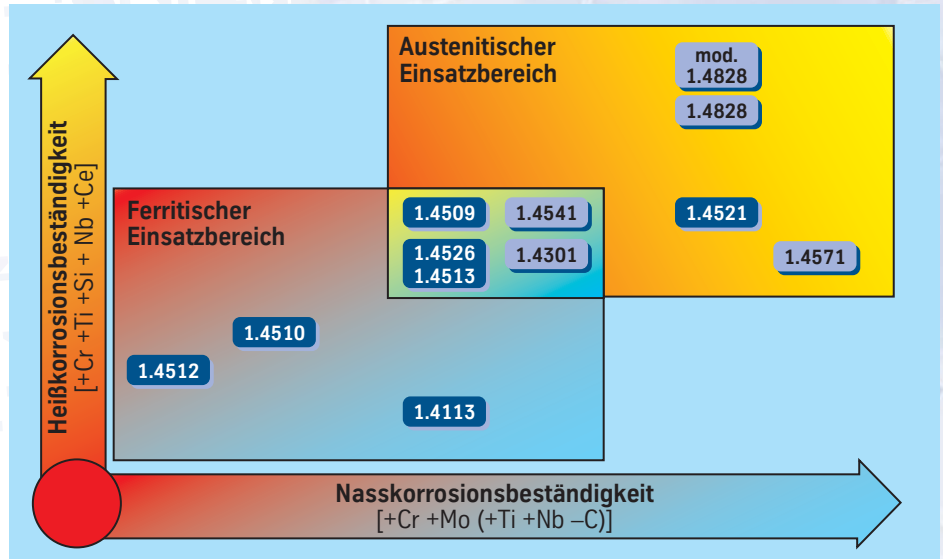 Austenitischer
Einsatzbereich
mod.
1.4828
1.4828
Ferritischer
Einsatzbereich
1.4509
1.4541
1.4521
1.4526
1.4513
1.4301
1.4571
1.4510
1.4512
1.4113
Heißkorrosionsbeständigkeit
[+Cr +Ti +Si + Nb +Ce]
Nasskorrosionsbeständigkeit
[+Cr +Mo (+Ti +Nb –C)]